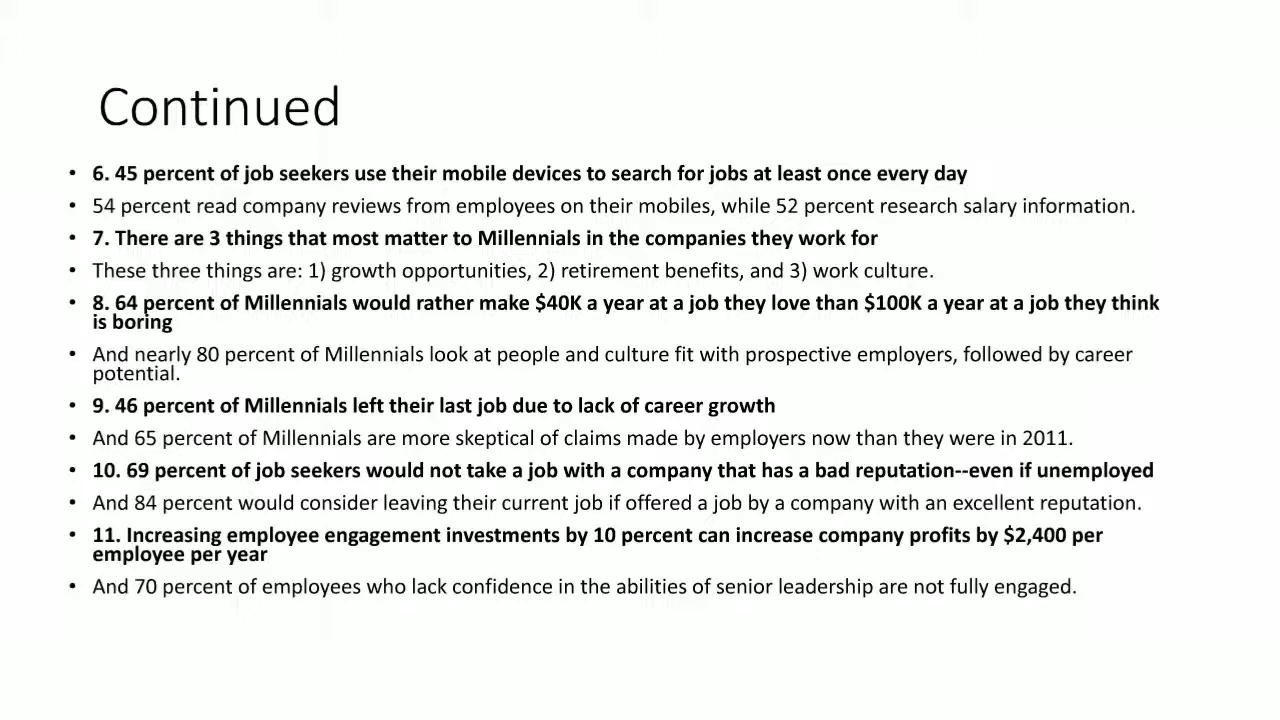 Continued
• 6. 45 percent of job seekers use their mobile devices to search for jobs at least once every day
• 54 percent read company reviews from employees on their mobiles, while 52 percent research salary information.
• 7. There are 3 things that most matter to Millennials in the companies they work for
• These three things are: 1) growth opportunities, 2) retirement benefits, and 3) work culture.
• 8. 64 percent of Millennials would rather make $40K a year at a job they love than $100K a year at a job they think
is boring
• And nearly 80 percent of Millennials look at people and culture fit with prospective employers, followed by career
potential.
• 9. 46 percent of Millennials left their last job due to lack of career growth
• And 65 percent of Millennials are more skeptical of claims made by employers now than they were in 2011.
• 10. 69 percent of job seekers would not take a job with a company that has a bad reputation--even if unemployed
• And 84 percent would consider leaving their current job if offered a job by a company with an excellent reputation.
• 11. Increasing employee engagement investments by 10 percent can increase company profits by $2,400 per
employee per year
• And 70 percent of employees who lack confidence in the abilities of senior leadership are not fully engaged.